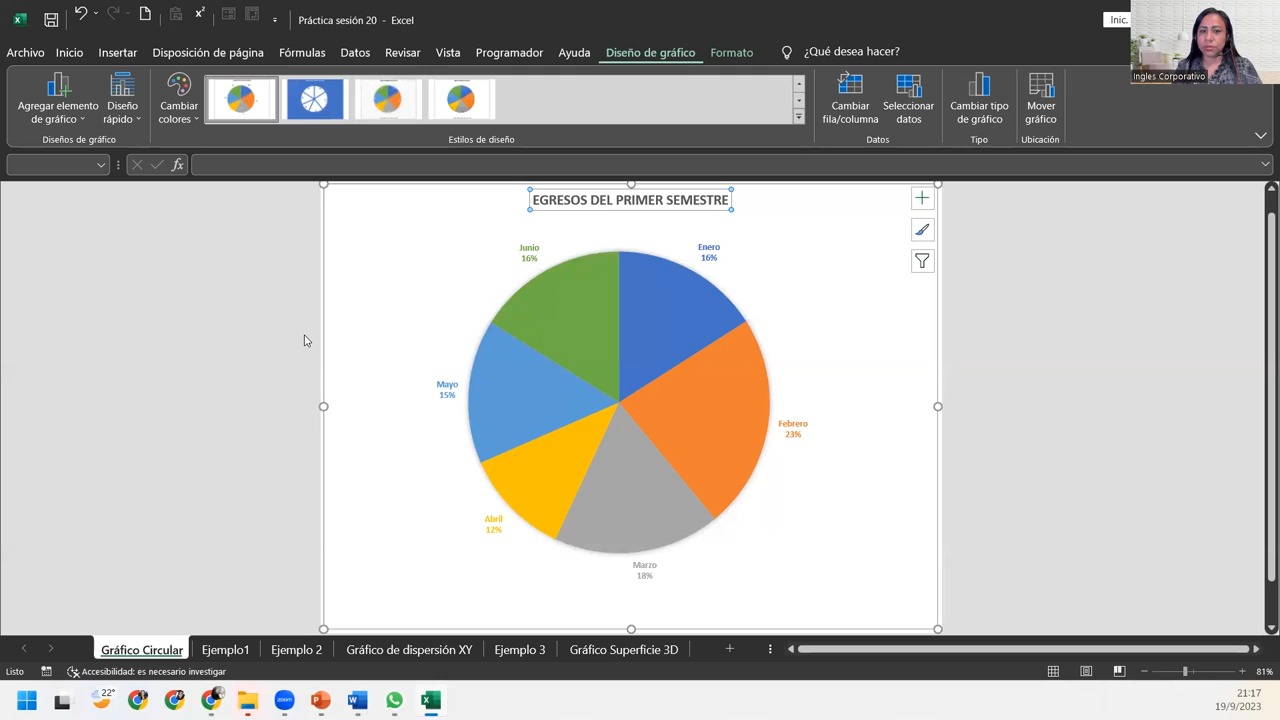 Práctica sesión 20 - Excel
Inic.
Archivo Inicio Insertar Disposición de página Fórmulas Datos Revisar Vista Programador Ayuda Diseño de gráfico Formato ¿Qué desea hacer?
Ingles Corporativo
Agregar elemento de gráfico
Diseño rápido
Cambiar colores
Cambiar fila/columna
Seleccionar datos
Cambiar tipo de gráfico
Mover gráfico
Diseños de gráfico
Estilos de diseño
Datos
Tipo
Ubicación
fx
EGRESOS DEL PRIMER SEMESTRE
Junio
16%
Enero
16%
Mayo
15%
Febrero
23%
Abril
12%
Marzo
18%
Gráfico Circular Ejemplo1 Ejemplo 2 Gráfico de dispersión XY Ejemplo 3 Gráfico Superficie 3D
Listo
Accesibilidad: es necesario investigar
81%
22°
zoom
21:17
19/9/2023